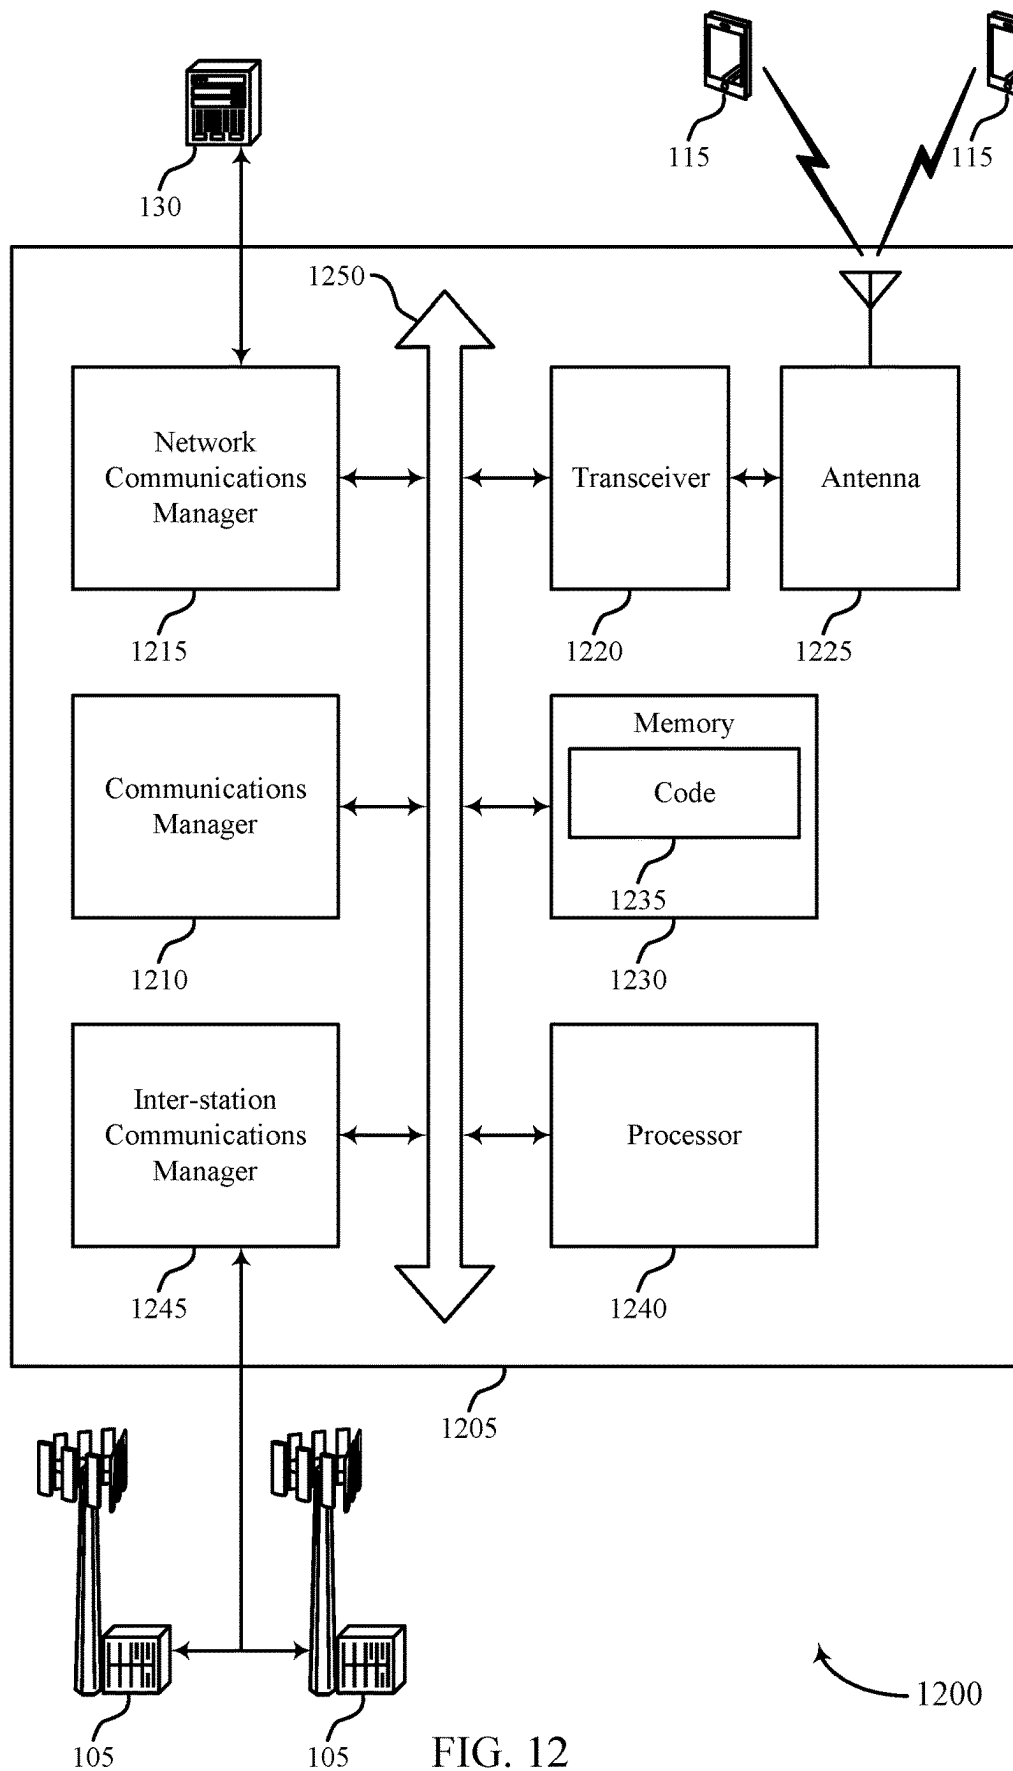 115
115
130
1250
Network
Communications
Manager
Transceiver
Antenna
1215
1220
1225
Communications
Manager
Memory
Code
1235
1210
1230
Inter-station
Communications
Manager
Processor
1245
1240
1205
1200
105
105
FIG. 12